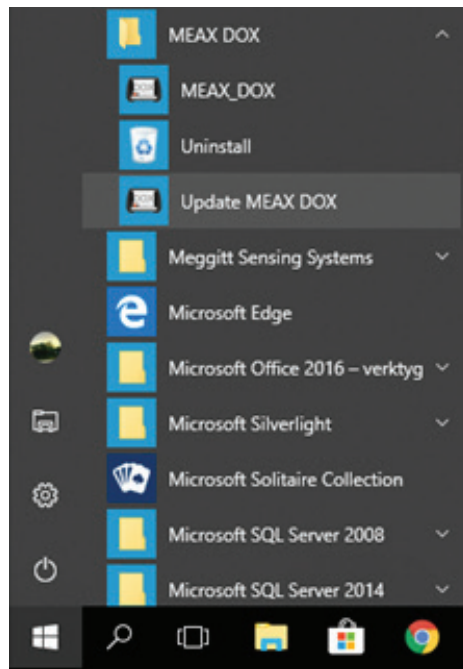 MEAX DOX
MEAX_DOX
Uninstall
Update MEAX DOX
Meggitt Sensing Systems
Microsoft Edge
Microsoft Office 2016 – verktyg
Microsoft Silverlight
Microsoft Solitaire Collection
Microsoft SQL Server 2008
Microsoft SQL Server 2014